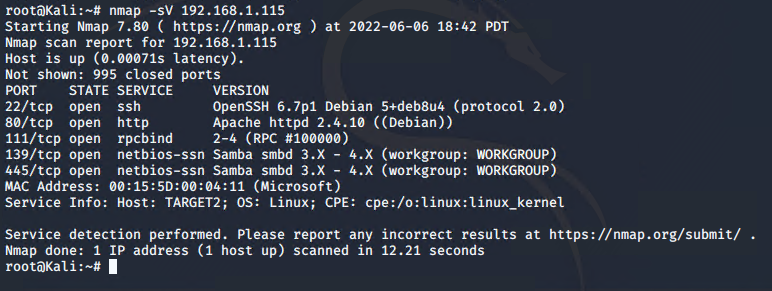 root@Kali:~# nmap -sV 192.168.1.115
Starting Nmap 7.80 ( https://nmap.org ) at 2022-06-06 18:42 PDT
Nmap scan report for 192.168.1.115
Host is up (0.00071s latency).
Not shown: 995 closed ports
PORT    STATE SERVICE     VERSION
22/tcp  open  ssh         OpenSSH 6.7p1 Debian 5+deb8u4 (protocol 2.0)
80/tcp  open  http        Apache httpd 2.4.10 ((Debian))
111/tcp open  rpcbind     2-4 (RPC #100000)
139/tcp open  netbios-ssn Samba smbd 3.X - 4.X (workgroup: WORKGROUP)
445/tcp open  netbios-ssn Samba smbd 3.X - 4.X (workgroup: WORKGROUP)
MAC Address: 00:15:5D:00:04:11 (Microsoft)
Service Info: Host: TARGET2; OS: Linux; CPE: cpe:/o:linux:linux_kernel

Service detection performed. Please report any incorrect results at https://nmap.org/submit/ .
Nmap done: 1 IP address (1 host up) scanned in 12.21 seconds
root@Kali:~#